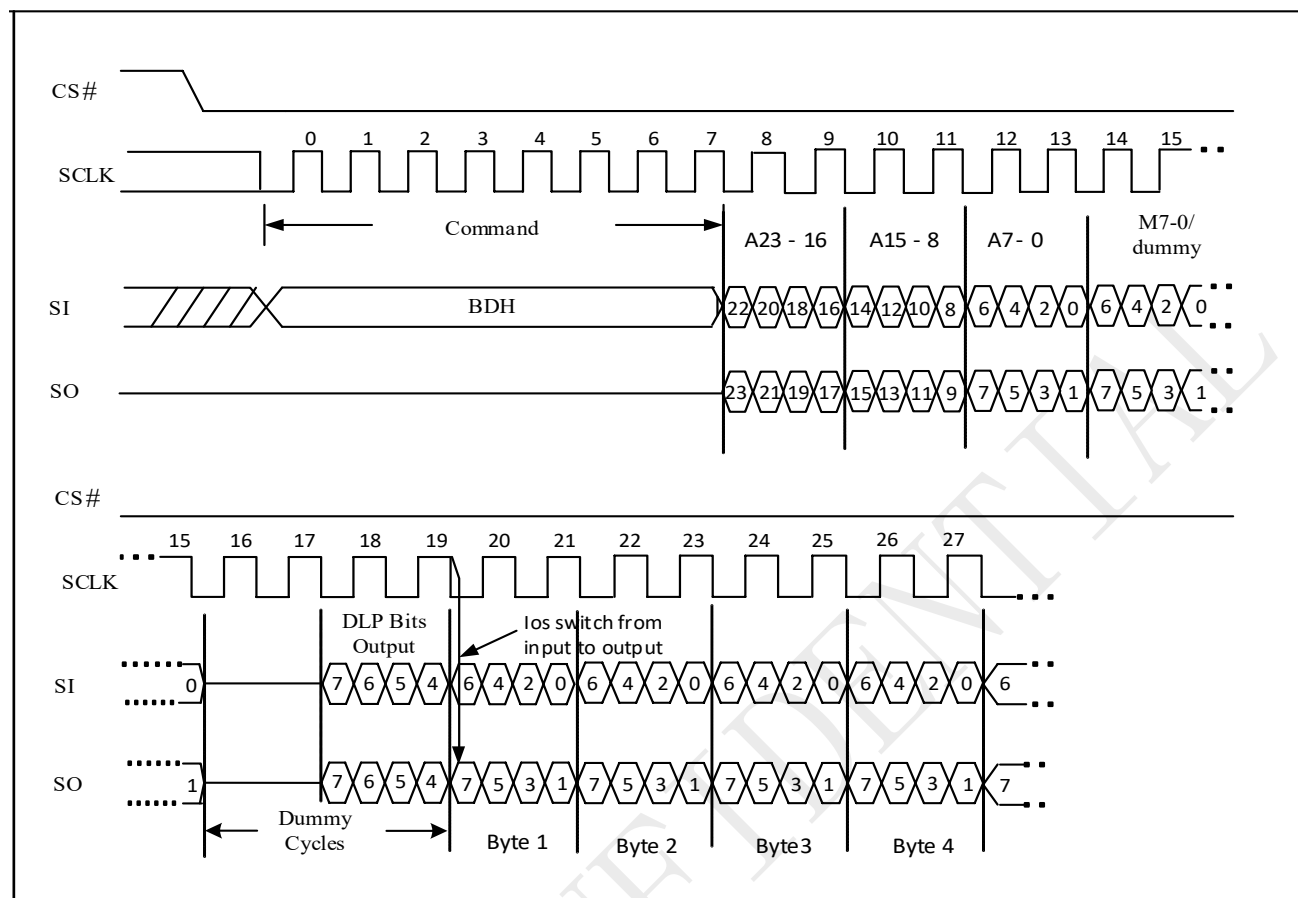 CS#
0 1 2 3 4 5 6 7 8 9 10 11 12 13 14 15
SCLK
Command
A23 - 16 A15 - 8 A7- 0 M7-0/
dummy
SI BDH 22 20 18 16 14 12 10 8 6 4 2 0 6 4 2 0
SO 23 21 19 17 15 13 11 9 7 5 3 1 7 5 3 1
CS#
15 16 17 18 19 20 21 22 23 24 25 26 27
SCLK
DLP Bits
Output
Ios switch from
input to output
SI 0 7 6 5 4 6 4 2 0 6 4 2 0 6 4 2 0 6 4 2 0 6
SO 1 7 6 5 4 7 5 3 1 7 5 3 1 7 5 3 1 7 5 3 1 7
Dummy
Cycles
Byte 1 Byte 2 Byte3 Byte 4
FIDENTIAL